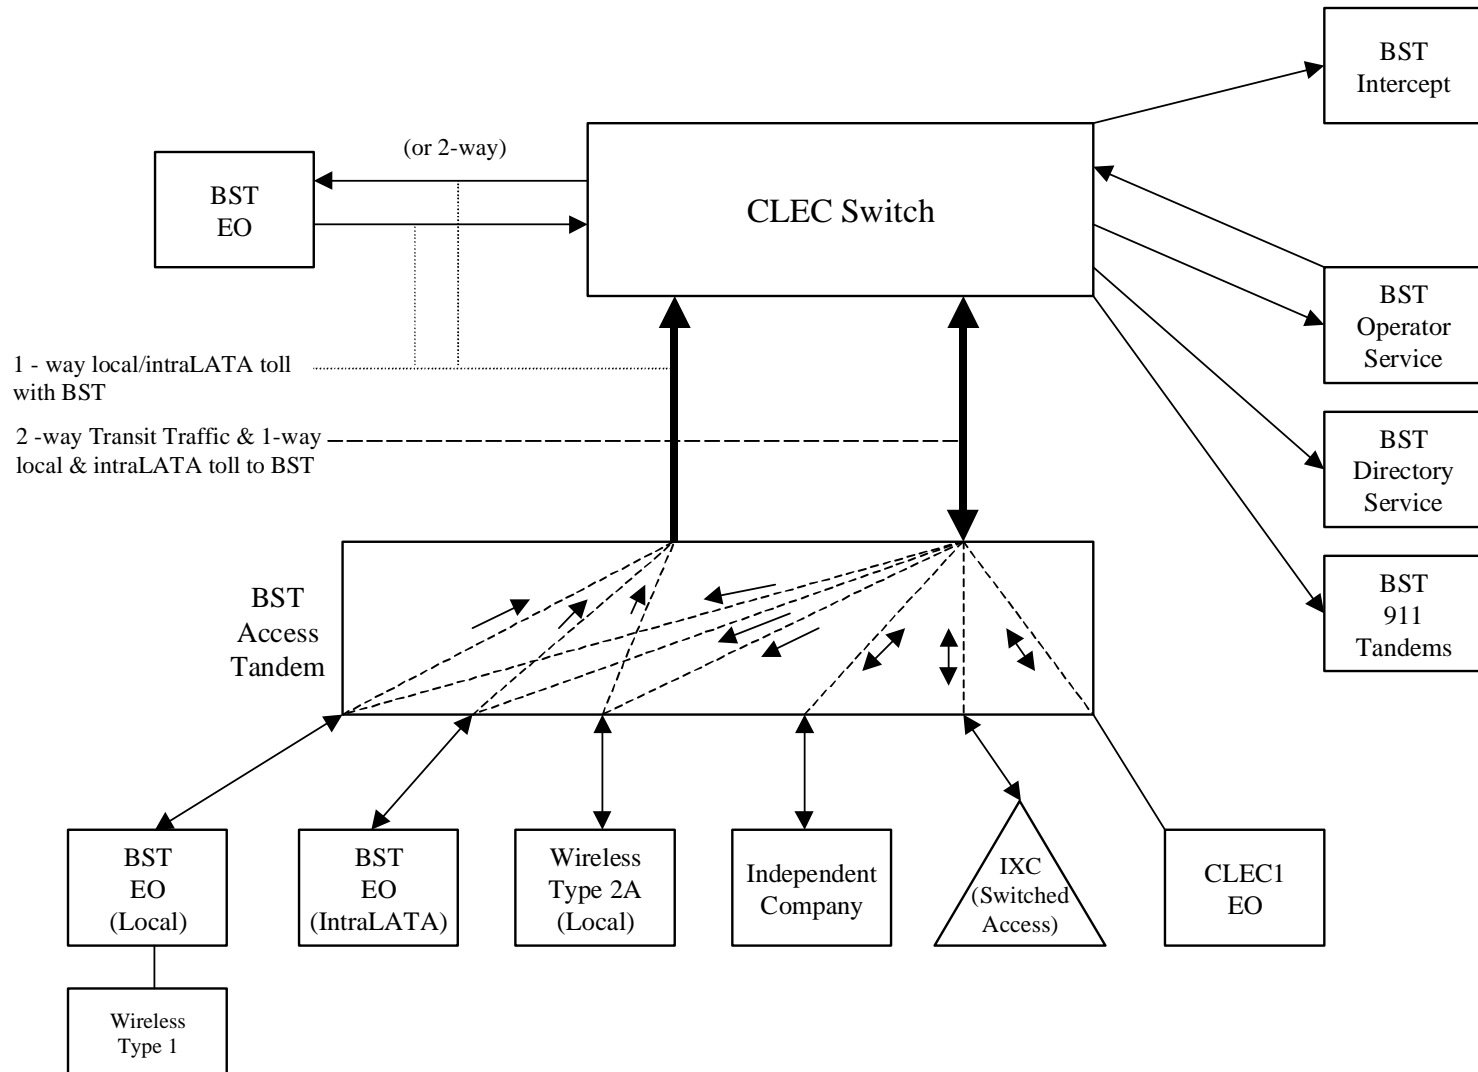 BST
Intercept
(or 2-way)
BST
EO
CLEC Switch
BST
Operator
Service
1 - way local/intraLATA toll
with BST
2 -way Transit Traffic & 1-way
local & intraLATA toll to BST
BST
Directory
Service
BST
911
Tandems
BST
Access
Tandem
BST
EO
(Local)
BST
EO
(IntraLATA)
Wireless
Type 2A
(Local)
Independent
Company
IXC
(Switched
Access)
CLEC1
EO
Wireless
Type 1